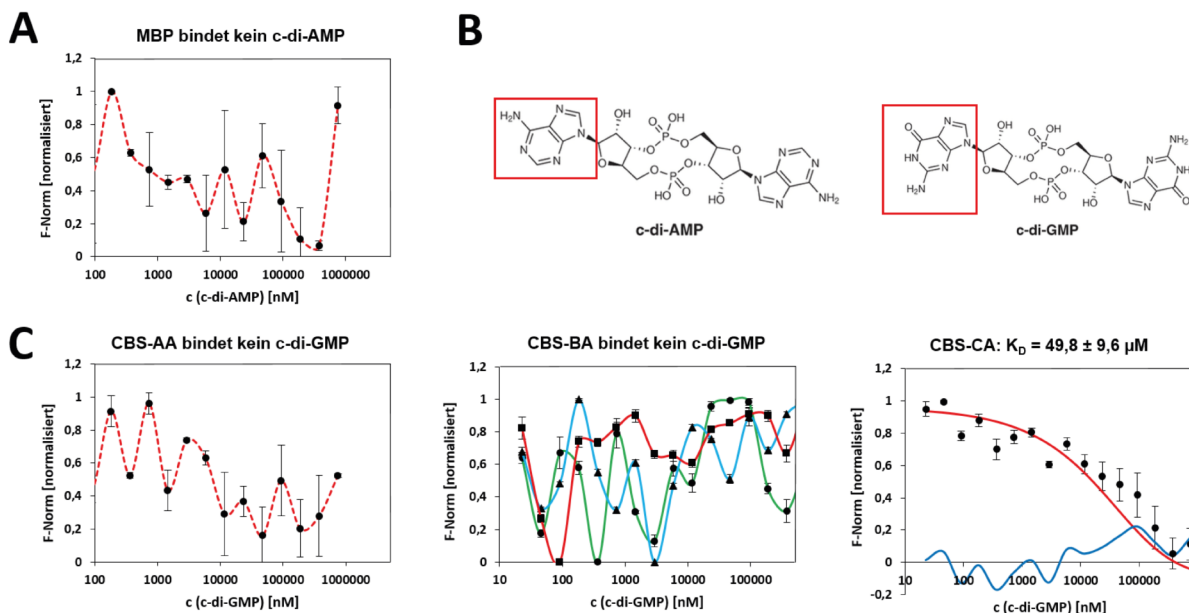 A
MBP bindet kein c-di-AMP
F-Norm [normalisiert]
1,2
1
0,8
0,6
0,4
0,2
0
100 1000 10000 100000 1000000
c (c-di-AMP) [nM]
B
NH₂
N
N
N
N
O
OH
O
P
OH
O
O
O
P
O
HO
O
HO
N
N
N
N
NH₂
c-di-AMP
O
N
HN
N
N
H₂N
O
OH
O
P
OH
O
O
O
P
O
HO
O
HO
N
N
N
NH₂
NH
O
c-di-GMP
C
CBS-AA bindet kein c-di-GMP
F-Norm [normalisiert]
1,2
1
0,8
0,6
0,4
0,2
0
100 1000 10000 100000 1000000
c (c-di-GMP) [nM]
CBS-BA bindet kein c-di-GMP
F-Norm [normalisiert]
1,2
1
0,8
0,6
0,4
0,2
0
10 100 1000 10000 100000
c (c-di-GMP) [nM]
CBS-CA: K_D = 49,8 ± 9,6 µM
F-Norm [normalisiert]
1,2
1
0,8
0,6
0,4
0,2
0
-0,2
10 100 1000 10000 100000
c (c-di-GMP) [nM]